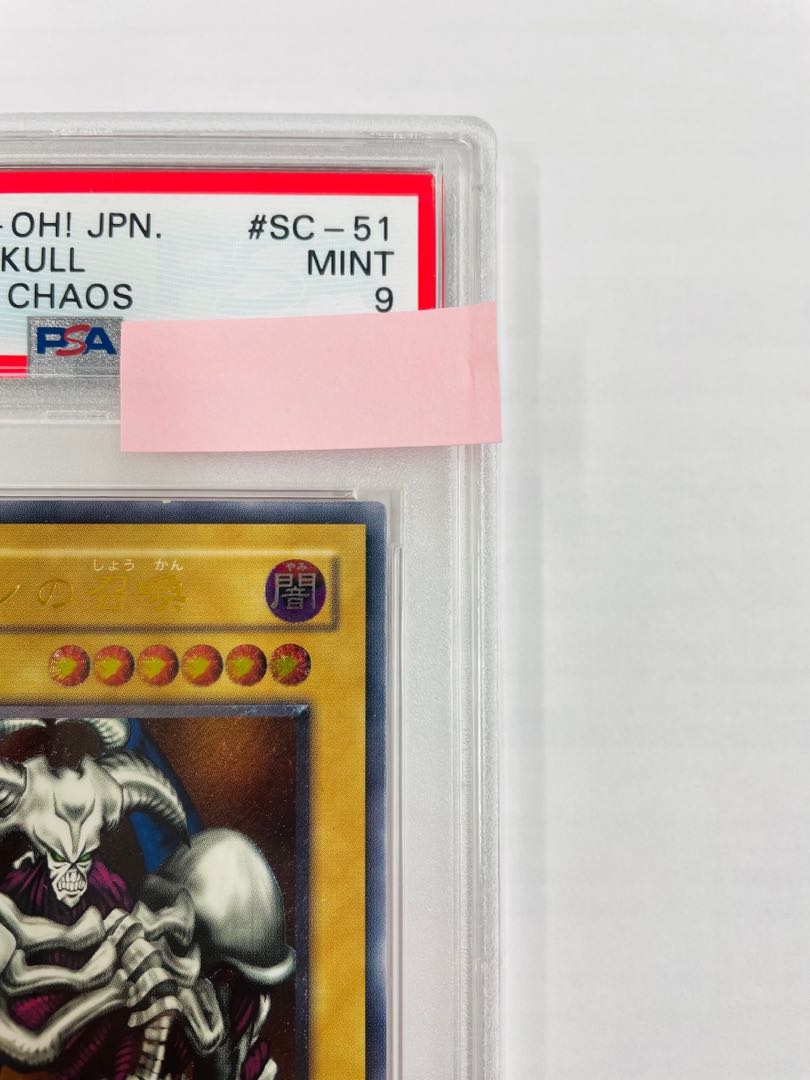 -OH! JPN. #SC-51
KULL MINT
CHAOS 9
PSA
しょう かん
ンの召喚
やみ
闇